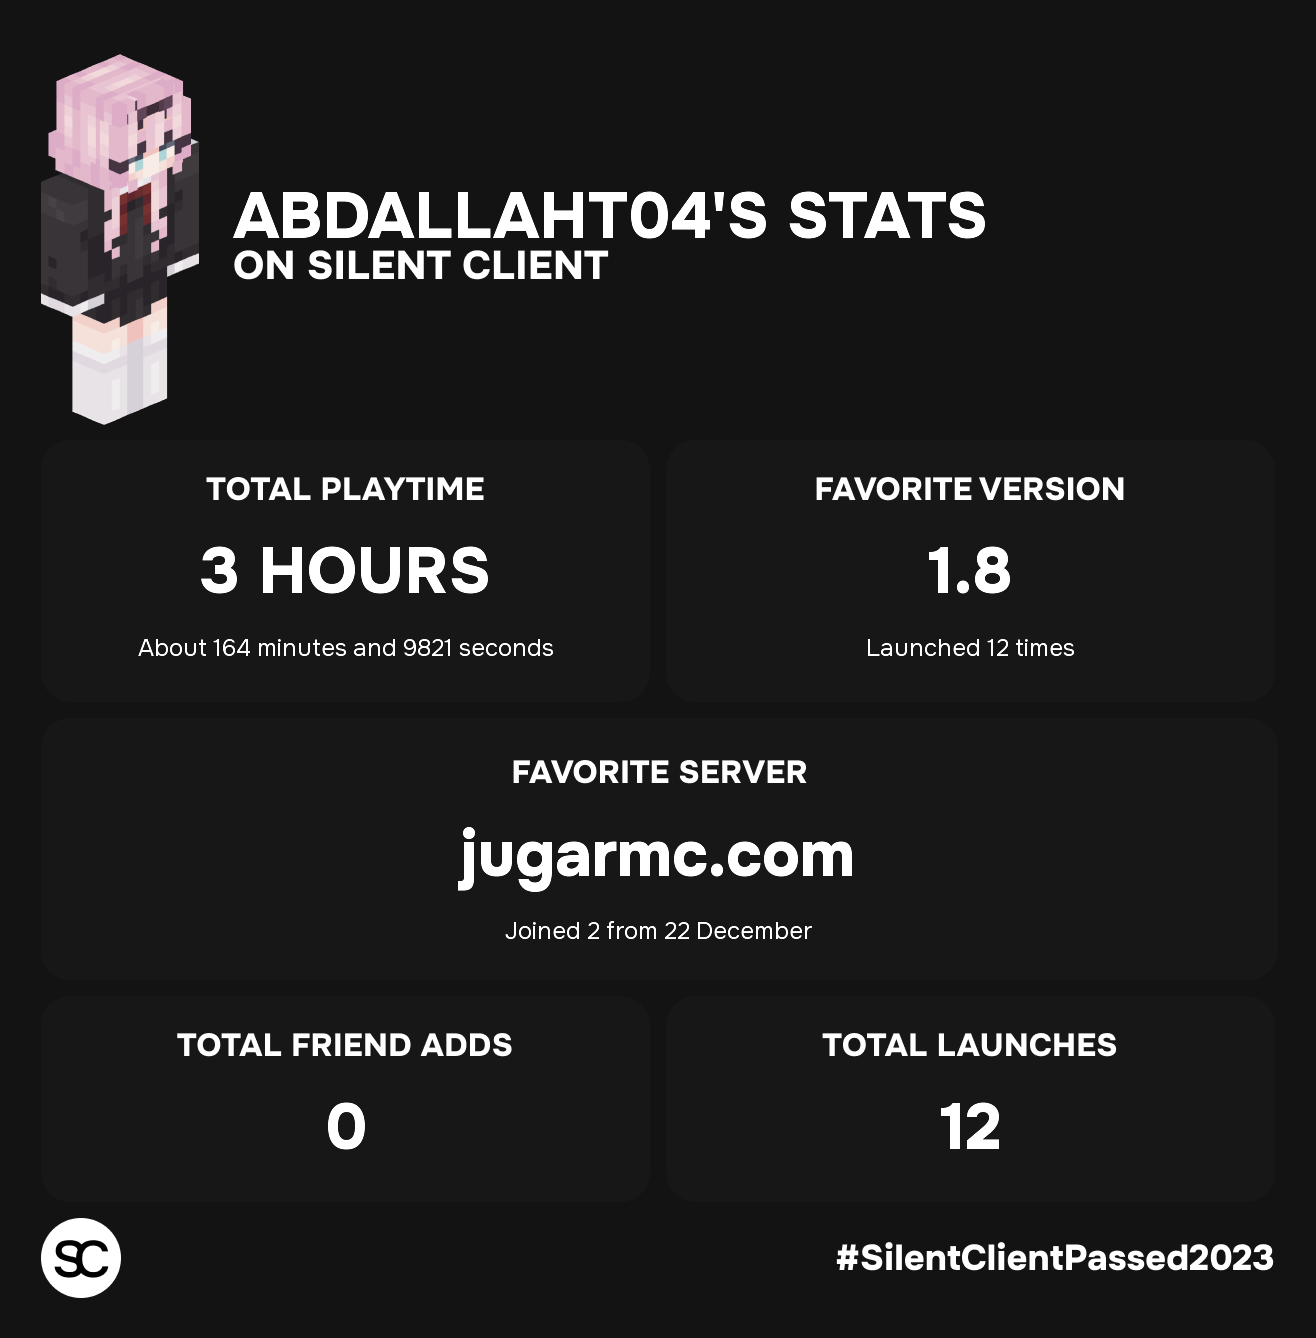 ABDALLAHT04'S STATS
ON SILENT CLIENT
TOTAL PLAYTIME
3 HOURS
About 164 minutes and 9821 seconds
FAVORITE VERSION
1.8
Launched 12 times
FAVORITE SERVER
jugarmc.com
Joined 2 from 22 December
TOTAL FRIEND ADDS
0
TOTAL LAUNCHES
12
SC
#SilentClientPassed2023